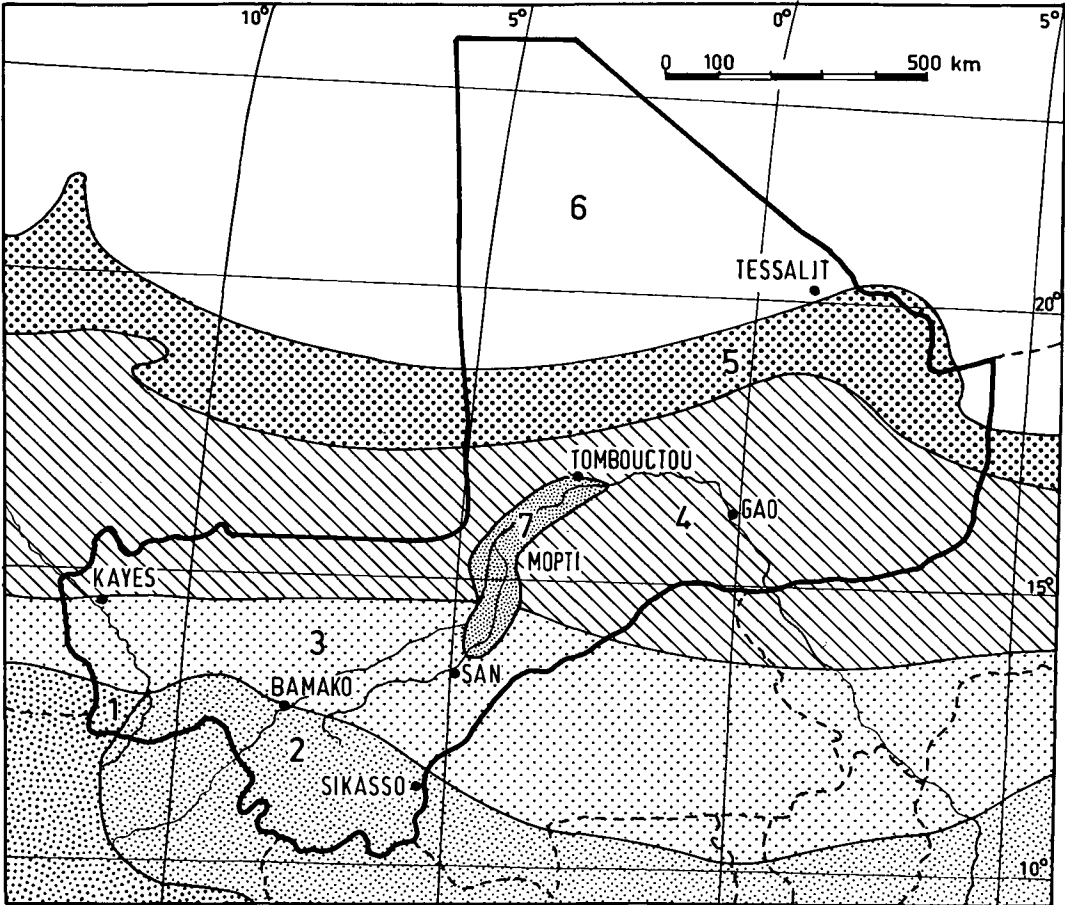 10° 5° 0° 5°
0 100 500 km
6
TESSALIT
20°
5
TOMBOUCTOU
7 4 GAO
MOPTI
KAYES 15°
3
SAN
BAMAKO
1
2
SIKASSO
10°